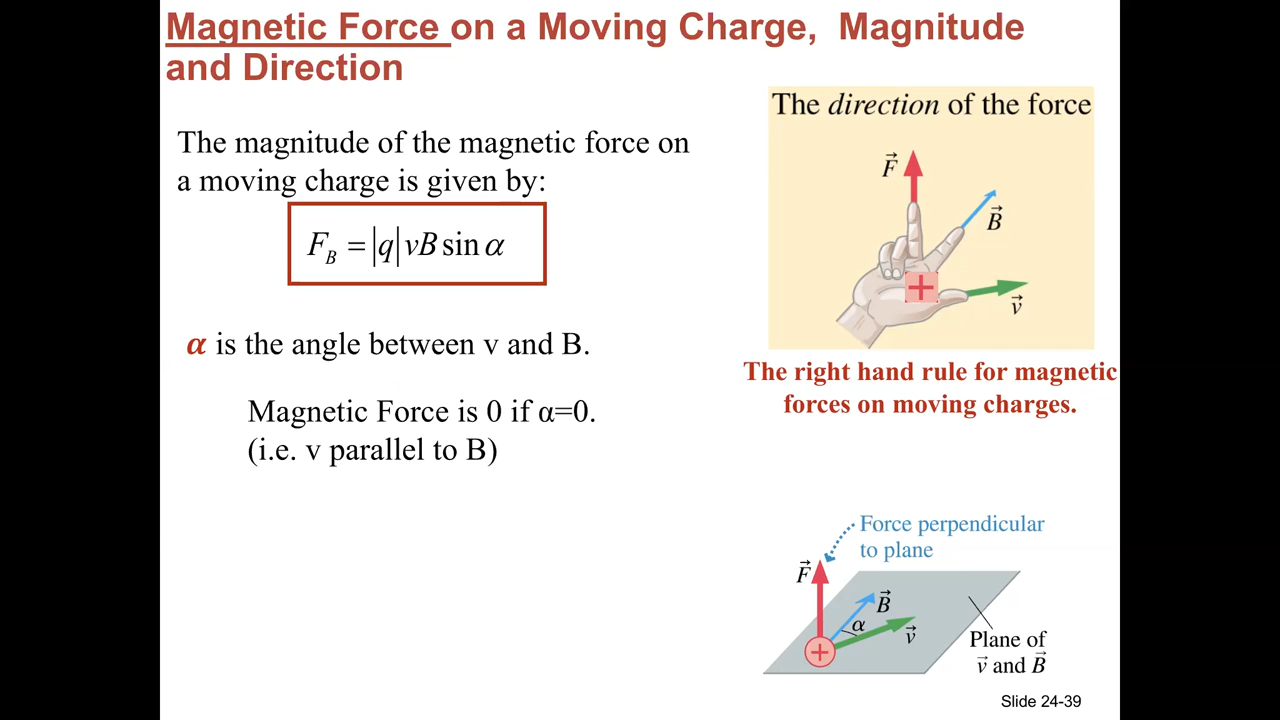 Magnetic Force on a Moving Charge, Magnitude
and Direction
The magnitude of the magnetic force on
a moving charge is given by:
F_B = |q| vB sin α
α is the angle between v and B.
Magnetic Force is 0 if α=0.
(i.e. v parallel to B)
The direction of the force
F⃗
B⃗
+
v⃗
The right hand rule for magnetic
forces on moving charges.
Force perpendicular
to plane
F⃗
B⃗
α
v⃗
+
Plane of
v⃗ and B⃗
Slide 24-39